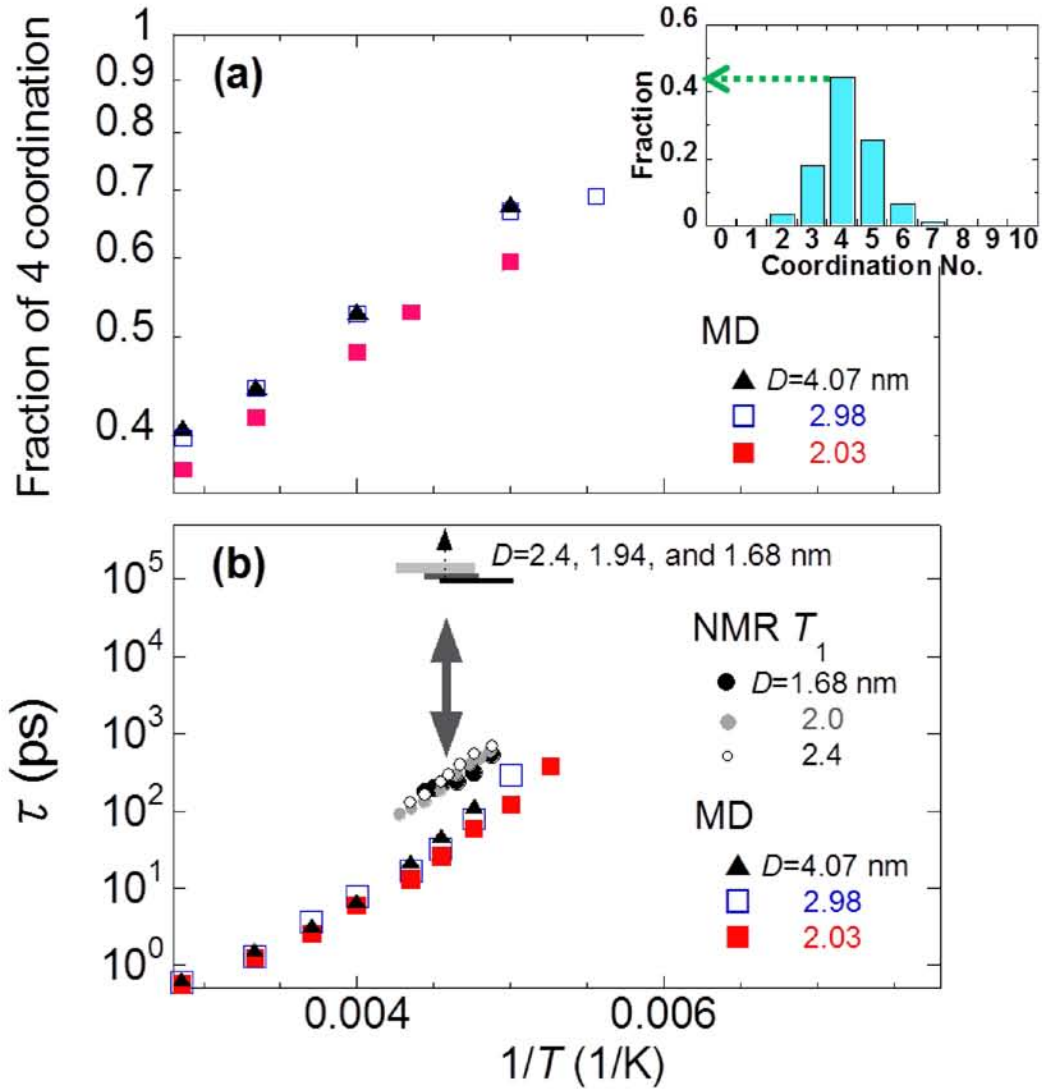 (a)
Fraction of 4 coordination
1
0.9
0.8
0.7
0.6
0.5
0.4
0.6
0.4
0.2
0
Fraction
0 1 2 3 4 5 6 7 8 9 10
Coordination No.
MD
D=4.07 nm
2.98
2.03
(b)
D=2.4, 1.94, and 1.68 nm
NMR T1
D=1.68 nm
2.0
2.4
MD
D=4.07 nm
2.98
2.03
τ (ps)
10^5
10^4
10^3
10^2
10^1
10^0
0.004 0.006
1/T (1/K)